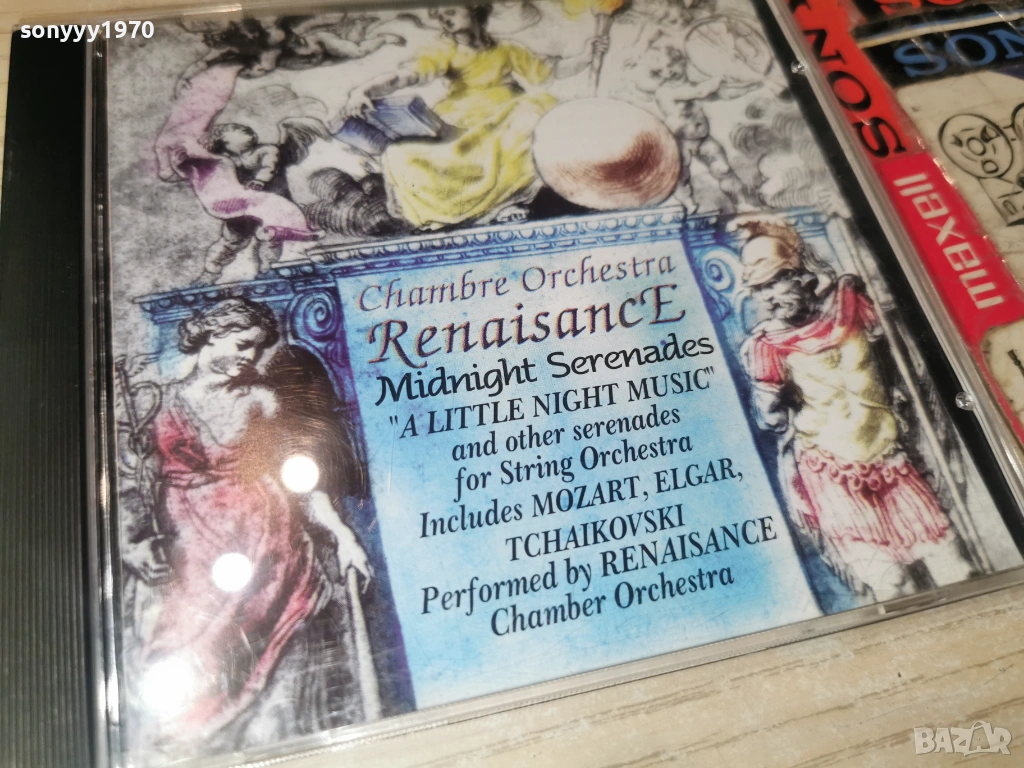 sonyyy1970
Chambre Orchestra
RenaisancE
Midnight Serenades
"A LITTLE NIGHT MUSIC"
and other serenades
for String Orchestra
Includes MOZART, ELGAR,
TCHAIKOVSKI
Performed by RENAISANCE
Chamber Orchestra
SON
maxell
BAZAR